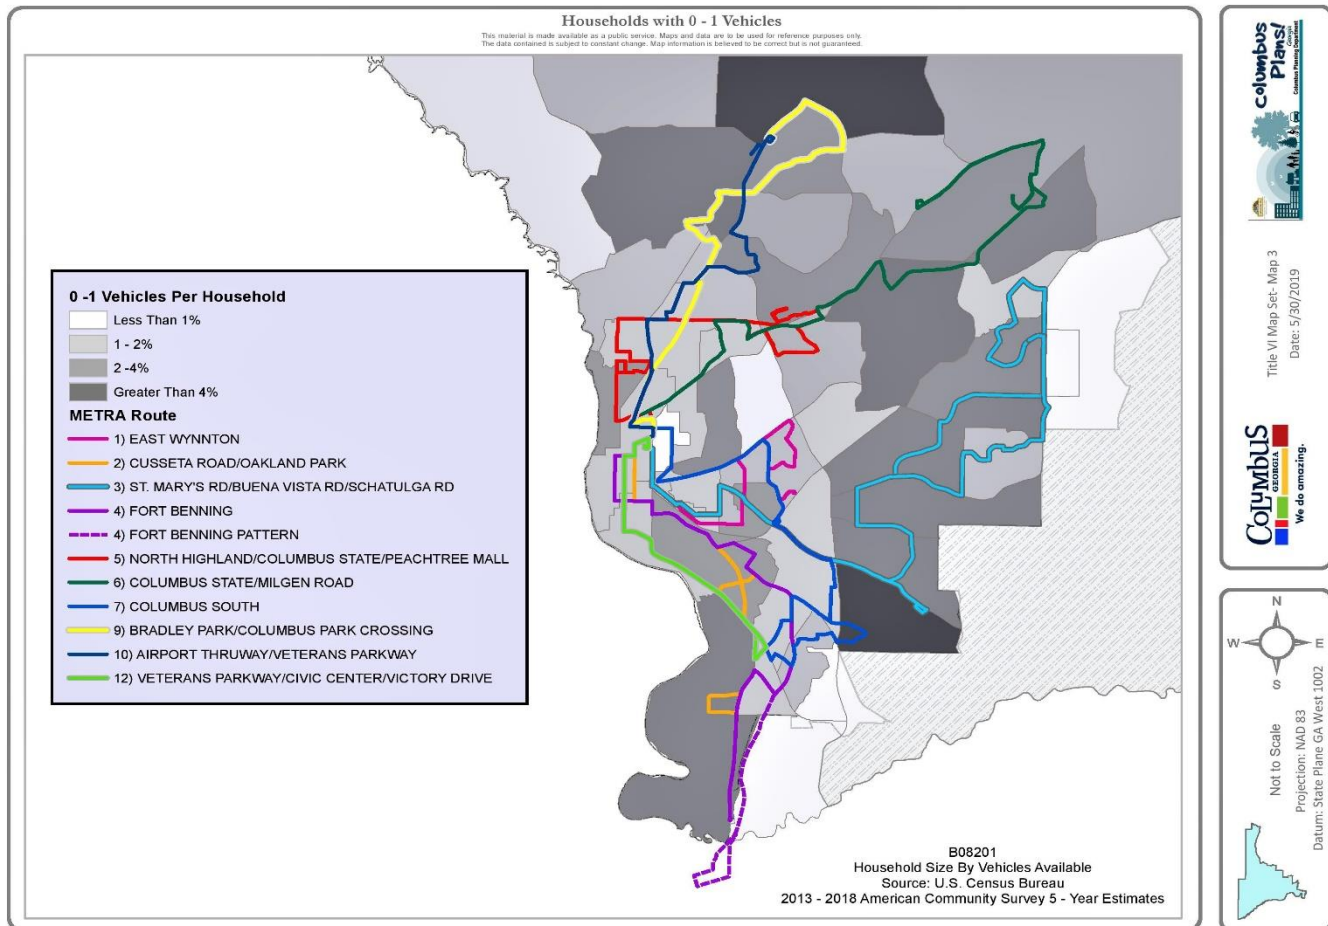 Households with 0 - 1 Vehicles
This material is made available as a public service. Maps and data are to be used for reference purposes only.
The data contained is subject to constant change. Map information is believed to be correct but is not guaranteed.
0 -1 Vehicles Per Household
Less Than 1%
1 - 2%
2 -4%
Greater Than 4%
METRA Route
1) EAST WYNNTON
2) CUSSETA ROAD/OAKLAND PARK
3) ST. MARY'S RD/BUENA VISTA RD/SCHATULGA RD
4) FORT BENNING
4) FORT BENNING PATTERN
5) NORTH HIGHLAND/COLUMBUS STATE/PEACHTREE MALL
6) COLUMBUS STATE/MILGEN ROAD
7) COLUMBUS SOUTH
9) BRADLEY PARK/COLUMBUS PARK CROSSING
10) AIRPORT THRUWAY/VETERANS PARKWAY
12) VETERANS PARKWAY/CIVIC CENTER/VICTORY DRIVE
B08201
Household Size By Vehicles Available
Source: U.S. Census Bureau
2013 - 2018 American Community Survey 5 - Year Estimates
Columbus
Plans!
Georgia
Columbus Planning Department
Title VI Map Set- Map 3
Date: 5/30/2019
COLUMBUS
GEORGIA
We do amazing.
N
W
E
S
Not to Scale
Projection: NAD 83
Datum: State Plane GA West 1002